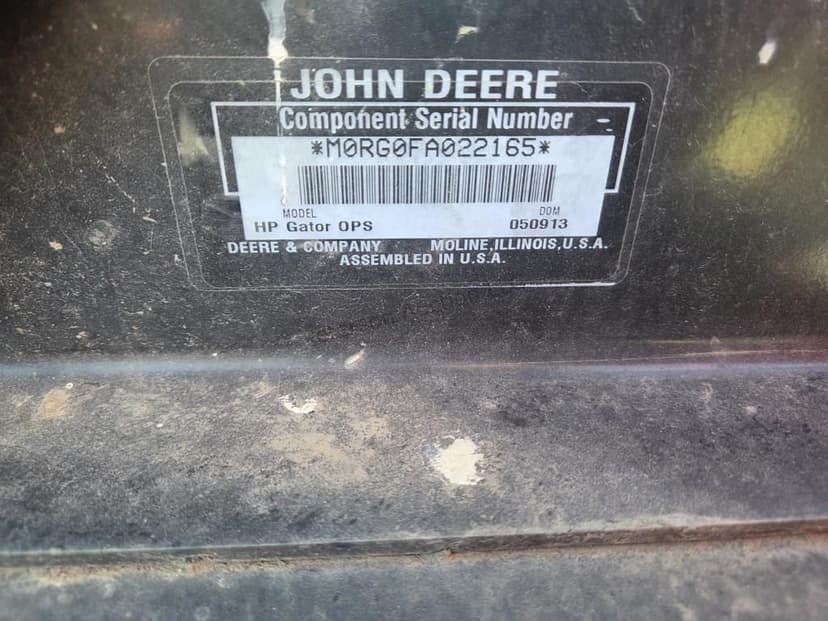 JOHN DEERE
Component Serial Number
*M0RG0FA022165*
MODEL DOM
HP Gator OPS 050913
DEERE & COMPANY MOLINE, ILLINOIS, U.S.A.
ASSEMBLED IN U.S.A.